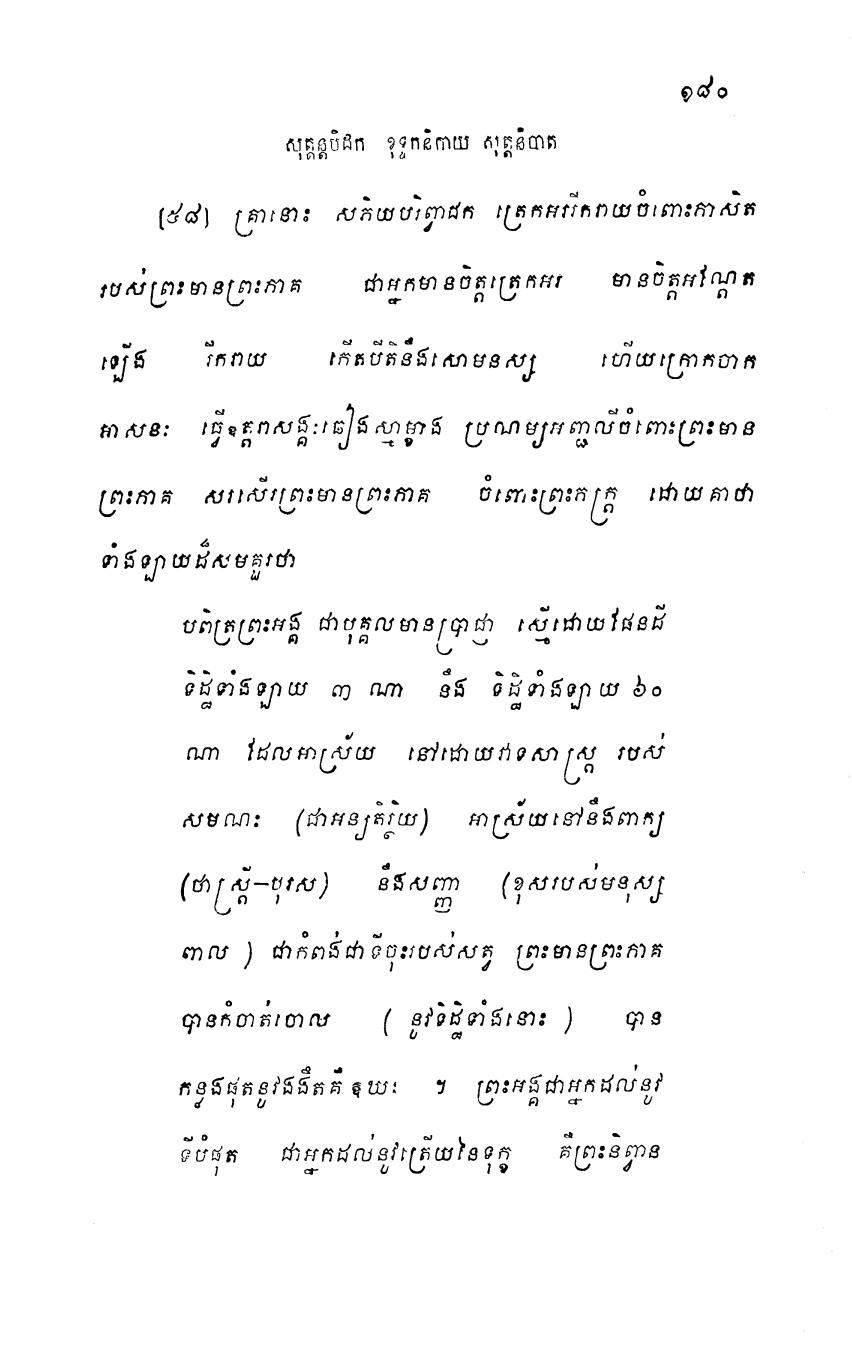 ១៨០
សុត្តន្តបិដក ខុទ្ទកនិកាយ សុត្តនិបាត
[៥៨] គ្រានោះ សភិយបរិព្វាជក ត្រេកអររីករាយចំពោះភាសិត
របស់ព្រះមានព្រះភាគ ជាអ្នកមានចិត្តត្រេកអរ មានចិត្តអណ្តែត
ឡើង រីករាយ កើតបីតិនឹងសោមនស្ស ហើយក្រោកចាក
អាសនៈ ធ្វើឧត្តរាសង្គៈឆៀងស្មាម្ខាង ប្រណម្យអញ្ជលីចំពោះព្រះមាន
ព្រះភាគ សរសើរព្រះមានព្រះភាគ ចំពោះព្រះភក្ត្រ ដោយគាថា
ទាំងឡាយដ៏សមគួរថា
បពិត្រព្រះអង្គ ជាបុគ្គលមានប្រាជ្ញា ស្មើដោយផែនដី
ទិដ្ឋិទាំងឡាយ ៣ ណា នឹង ទិដ្ឋិទាំងឡាយ ៦០
ណា ដែលអាស្រ័យ នៅដោយវាទសាស្ត្រ របស់
សមណៈ (ជាអន្យតិរ្ថិយ) អាស្រ័យនៅនឹងពាក្យ
(ថាស្ត្រី–បុរស) នឹងសញ្ញា (ខុសរបស់មនុស្ស
ពាល ) ជាកំពង់ជាទីចុះរបស់សត្វ ព្រះមានព្រះភាគ
បានកំចាត់ចោល ( នូវទិដ្ឋិទាំងនោះ ) បាន
កន្លងផុតនូវងងឹតគឺ ឱឃៈ ។ ព្រះអង្គជាអ្នកដល់នូវ
ទីបំផុត ជាអ្នកដល់នូវត្រើយនៃទុក្ខ គឺព្រះនិព្វាន